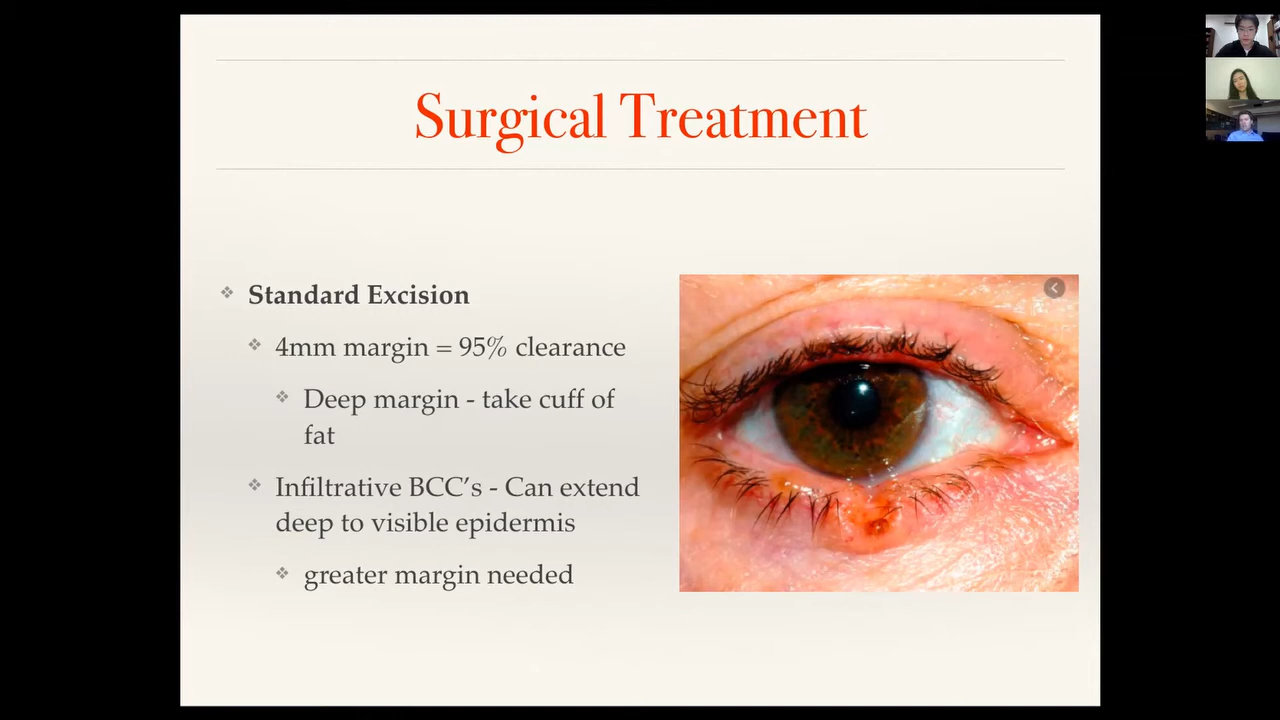 Surgical Treatment
Standard Excision
4mm margin = 95% clearance
Deep margin - take cuff of
fat
Infiltrative BCC’s - Can extend
deep to visible epidermis
greater margin needed